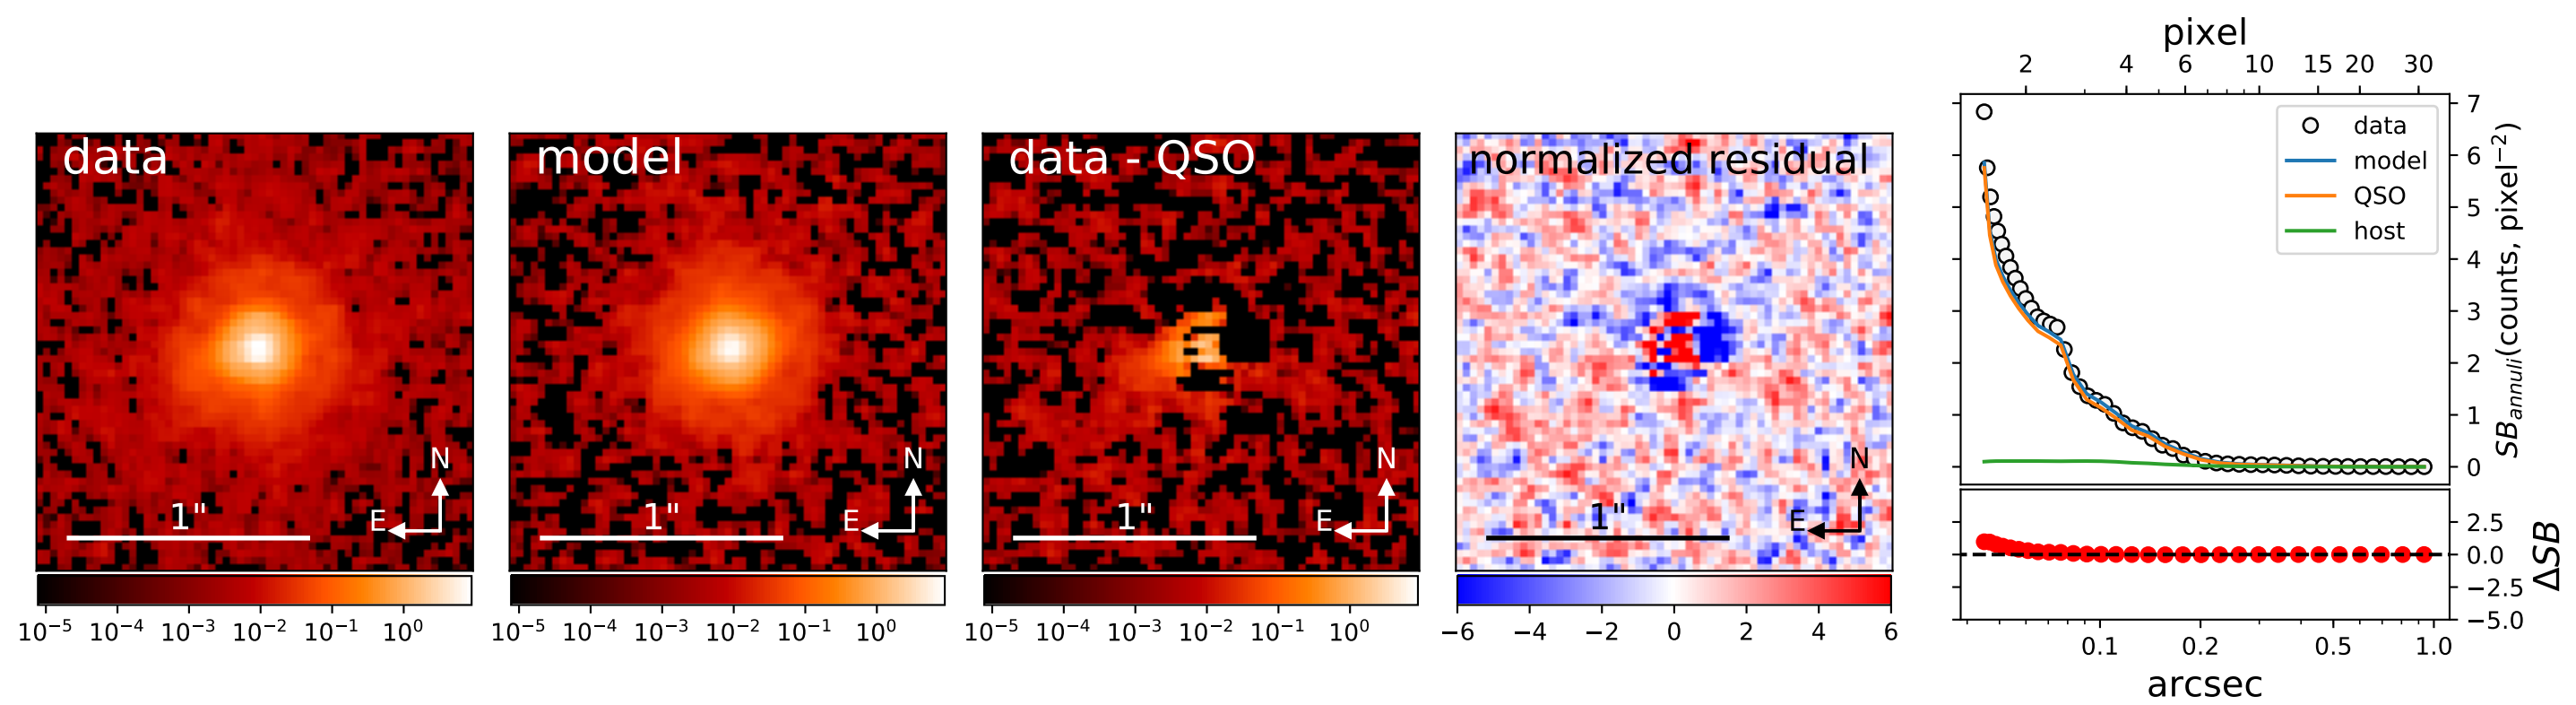 data
1"
N
E
10⁻⁵ 10⁻⁴ 10⁻³ 10⁻² 10⁻¹ 10⁰
model
1"
N
E
10⁻⁵ 10⁻⁴ 10⁻³ 10⁻² 10⁻¹ 10⁰
data - QSO
1"
N
E
10⁻⁵ 10⁻⁴ 10⁻³ 10⁻² 10⁻¹ 10⁰
normalized residual
1"
N
E
−6 −4 −2 0 2 4 6
pixel
2 4 6 10 15 20 30
data
model
QSO
host
7
6
5
4
3
2
1
0
SB_annuli(counts, pixel⁻²)
2.5
0.0
−2.5
−5.0
ΔSB
0.1 0.2 0.5 1.0
arcsec